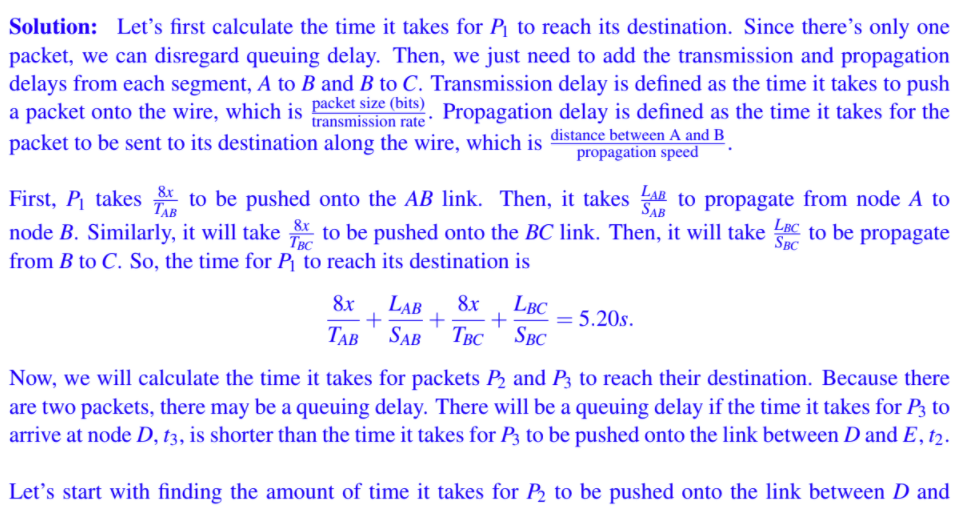 Solution: Let's first calculate the time it takes for P₁ to reach its destination. Since there's only one
packet, we can disregard queuing delay. Then, we just need to add the transmission and propagation
delays from each segment, A to B and B to C. Transmission delay is defined as the time it takes to push
a packet onto the wire, which is packet size (bits) / transmission rate. Propagation delay is defined as the time it takes for the
packet to be sent to its destination along the wire, which is distance between A and B / propagation speed.
First, P₁ takes 8x/T_AB to be pushed onto the AB link. Then, it takes L_AB/S_AB to propagate from node A to
node B. Similarly, it will take 8x/T_BC to be pushed onto the BC link. Then, it will take L_BC/S_BC to be propagate
from B to C. So, the time for P₁ to reach its destination is
8x/T_AB + L_AB/S_AB + 8x/T_BC + L_BC/S_BC = 5.20s.
Now, we will calculate the time it takes for packets P₂ and P₃ to reach their destination. Because there
are two packets, there may be a queuing delay. There will be a queuing delay if the time it takes for P₃ to
arrive at node D, t₃, is shorter than the time it takes for P₃ to be pushed onto the link between D and E, t₂.
Let's start with finding the amount of time it takes for P₂ to be pushed onto the link between D and